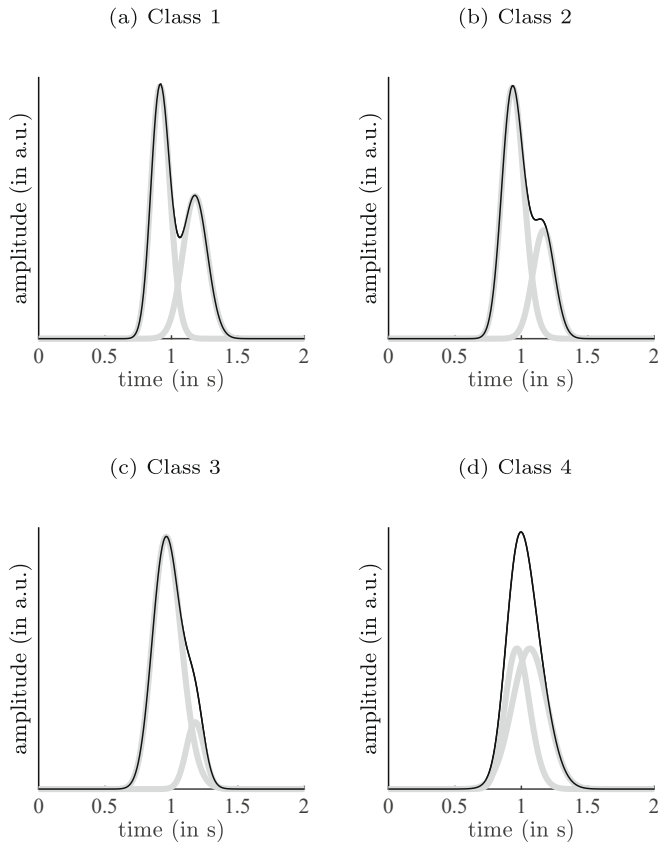 (a) Class 1
amplitude (in a.u.)
0 0.5 1 1.5 2
time (in s)
(b) Class 2
amplitude (in a.u.)
0 0.5 1 1.5 2
time (in s)
(c) Class 3
amplitude (in a.u.)
0 0.5 1 1.5 2
time (in s)
(d) Class 4
amplitude (in a.u.)
0 0.5 1 1.5 2
time (in s)